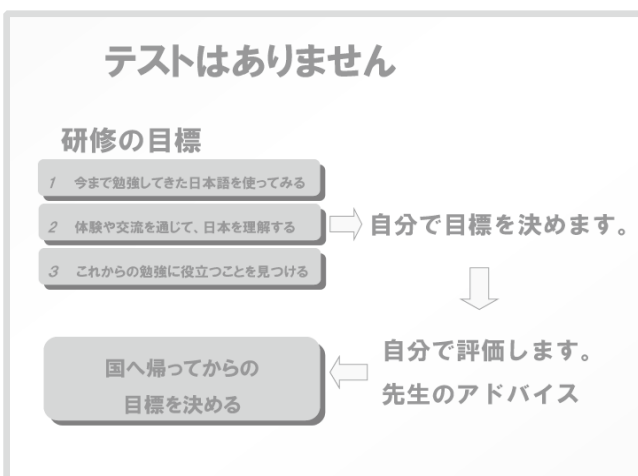 テストはありません
研修の目標
1 今まで勉強してきた日本語を使ってみる
2 体験や交流を通じて、日本を理解する
3 これからの勉強に役立つことを見つける
自分で目標を決めます。
自分で評価します。
先生のアドバイス
国へ帰ってからの
目標を決める